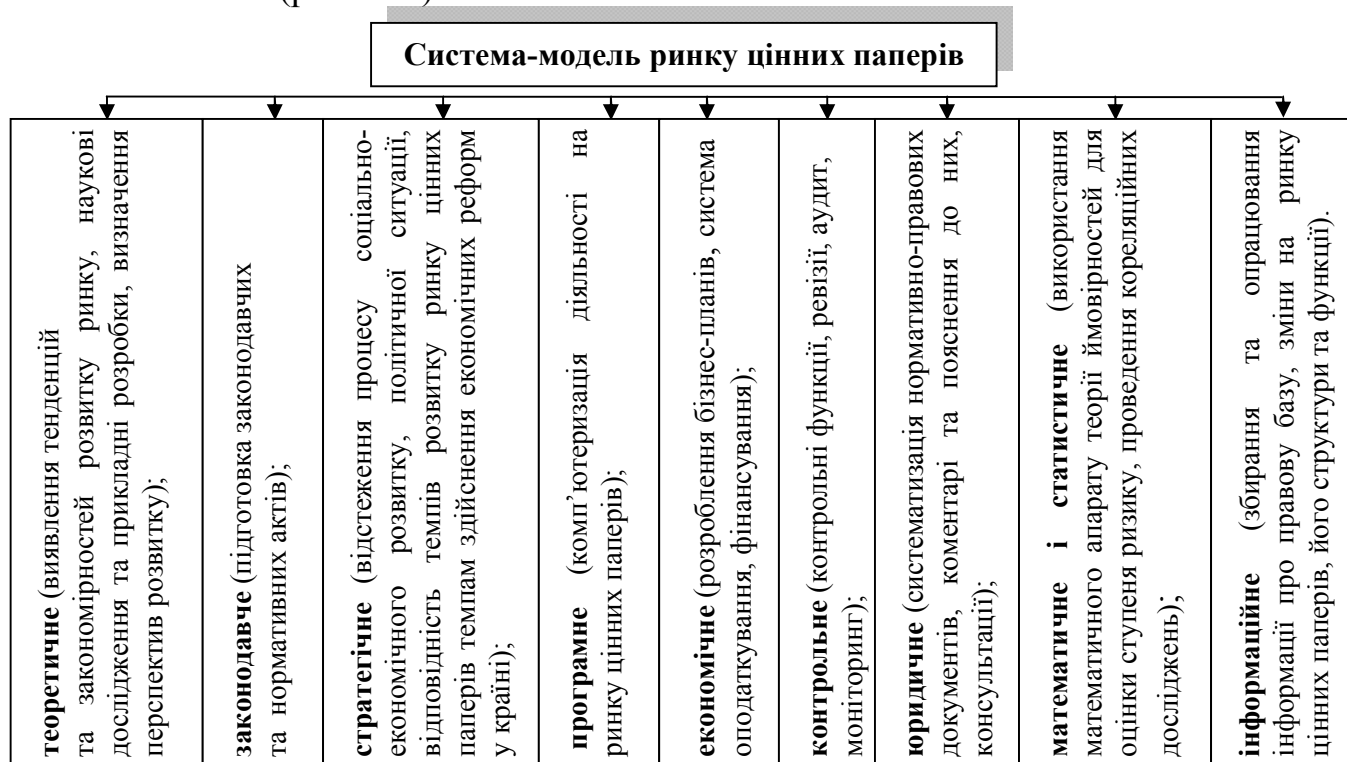 Система-модель ринку цінних паперів
теоретичне (виявлення тенденцій
та закономірностей розвитку ринку, наукові
дослідження та прикладні розробки, визначення
перспектив розвитку);
законодавче (підготовка законодавчих
та нормативних актів);
стратегічне (відстеження процесу соціально-
економічного розвитку, політичної ситуації,
відповідність темпів розвитку ринку цінних
паперів темпам здійснення економічних реформ
у країні);
програмне (комп’ютеризація діяльності на
ринку цінних паперів);
економічне (розроблення бізнес-планів, система
оподаткування, фінансування);
контрольне (контрольні функції, ревізії, аудит,
моніторинг);
юридичне (систематизація нормативно-правових
документів, коментарі та пояснення до них,
консультації);
математичне і статистичне (використання
математичного апарату теорії ймовірностей для
оцінки ступеня ризику, проведення кореляційних
досліджень);
інформаційне (збирання та опрацювання
інформації про правову базу, зміни на ринку
цінних паперів, його структури та функції).